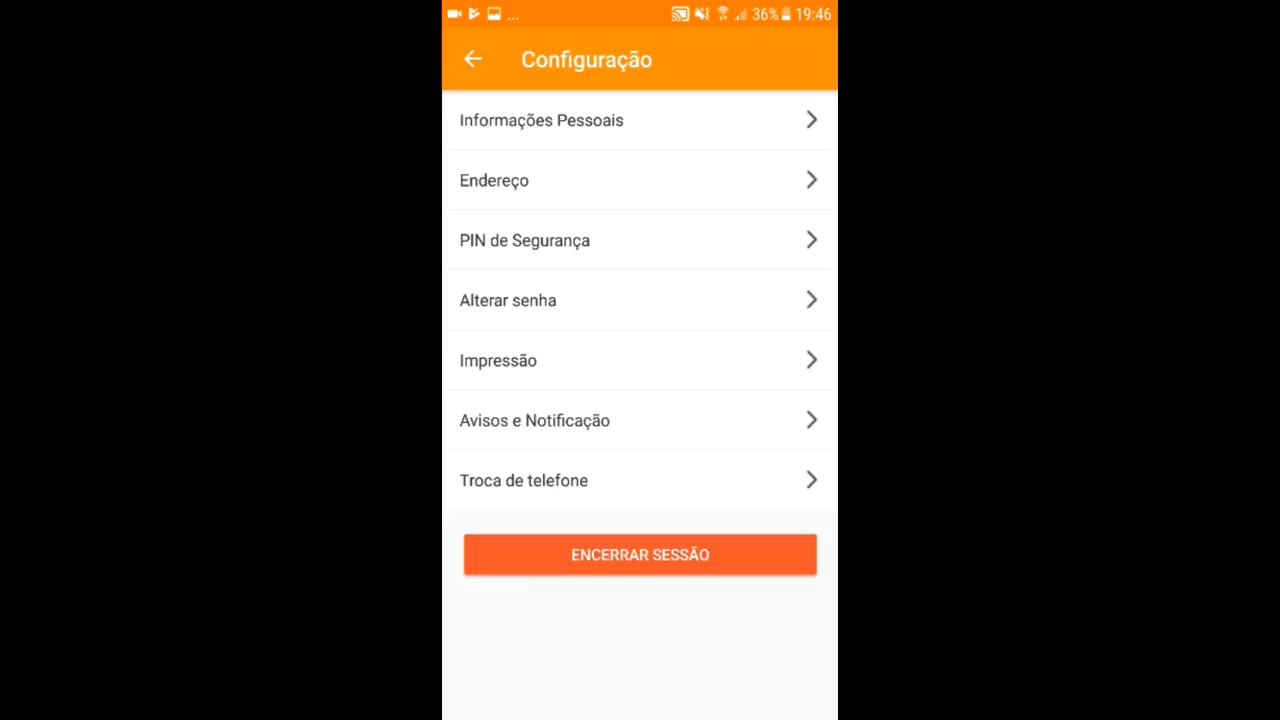 ... 36% 19:46
Configuração
Informações Pessoais
Endereço
PIN de Segurança
Alterar senha
Impressão
Avisos e Notificação
Troca de telefone
ENCERRAR SESSÃO